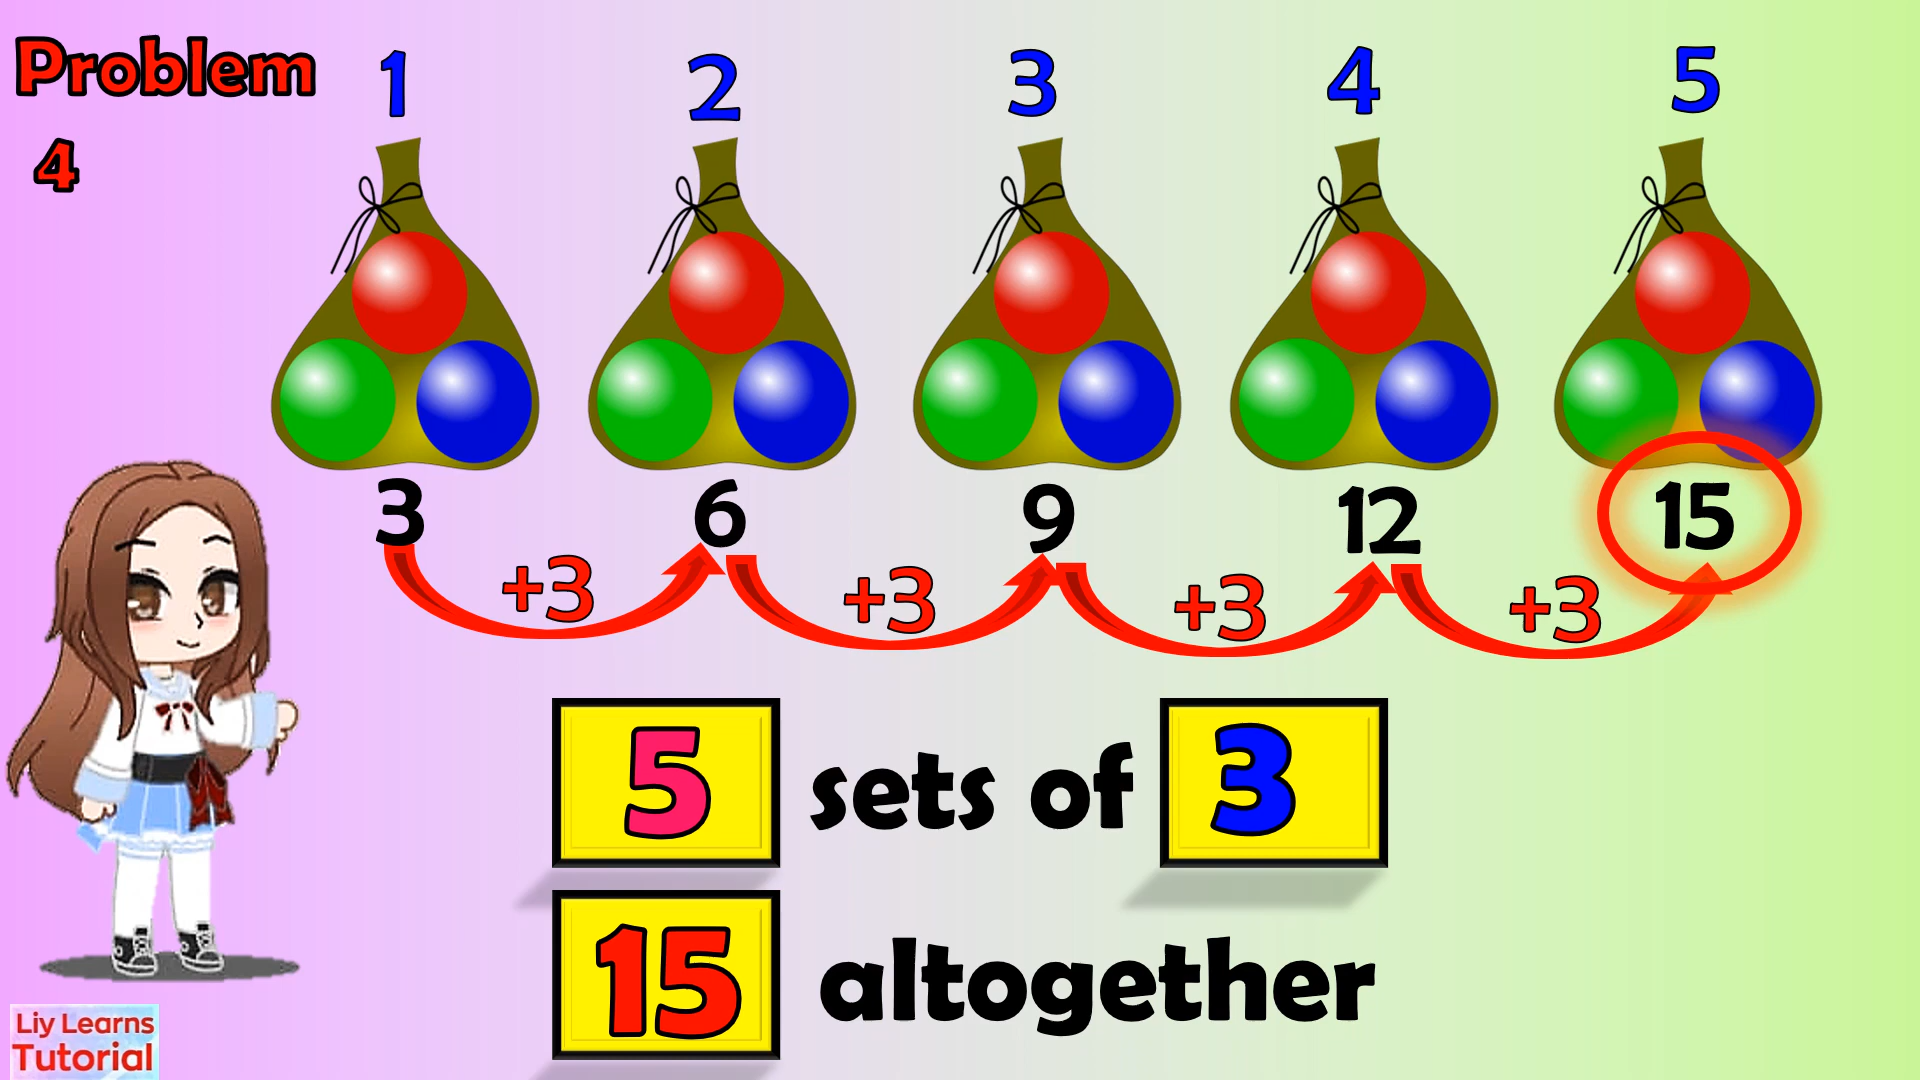 Problem
4
1 2 3 4 5
3 6 9 12 15
+3 +3 +3 +3
5 sets of 3
15 altogether
Liy Learns
Tutorial